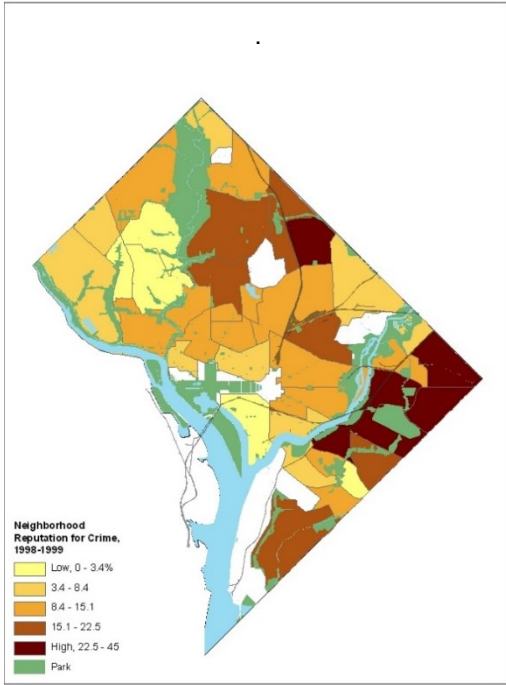 .
Neighborhood
Reputation for Crime,
1998-1999
Low, 0 - 3.4%
3.4 - 8.4
8.4 - 15.1
15.1 - 22.5
High, 22.5 - 45
Park